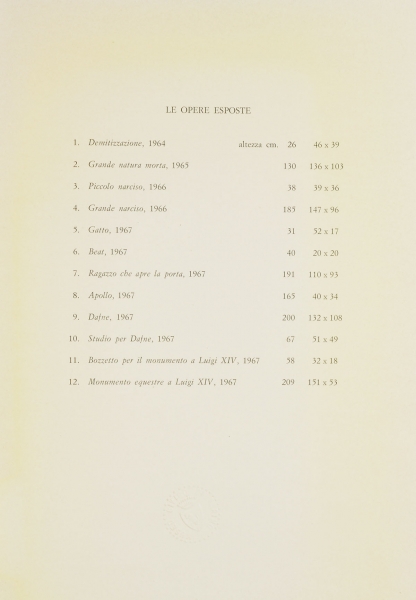 LE OPERE ESPOSTE
1. Demitizzazione, 1964 altezza cm. 26 46 x 39
2. Grande natura morta, 1965 130 136 x 103
3. Piccolo narciso, 1966 38 39 x 36
4. Grande narciso, 1966 185 147 x 96
5. Gatto, 1967 31 52 x 17
6. Beat, 1967 40 20 x 20
7. Ragazzo che apre la porta, 1967 191 110 x 93
8. Apollo, 1967 165 40 x 34
9. Dafne, 1967 200 132 x 108
10. Studio per Dafne, 1967 67 51 x 49
11. Bozzetto per il monumento a Luigi XIV, 1967 58 32 x 18
12. Monumento equestre a Luigi XIV, 1967 209 151 x 53